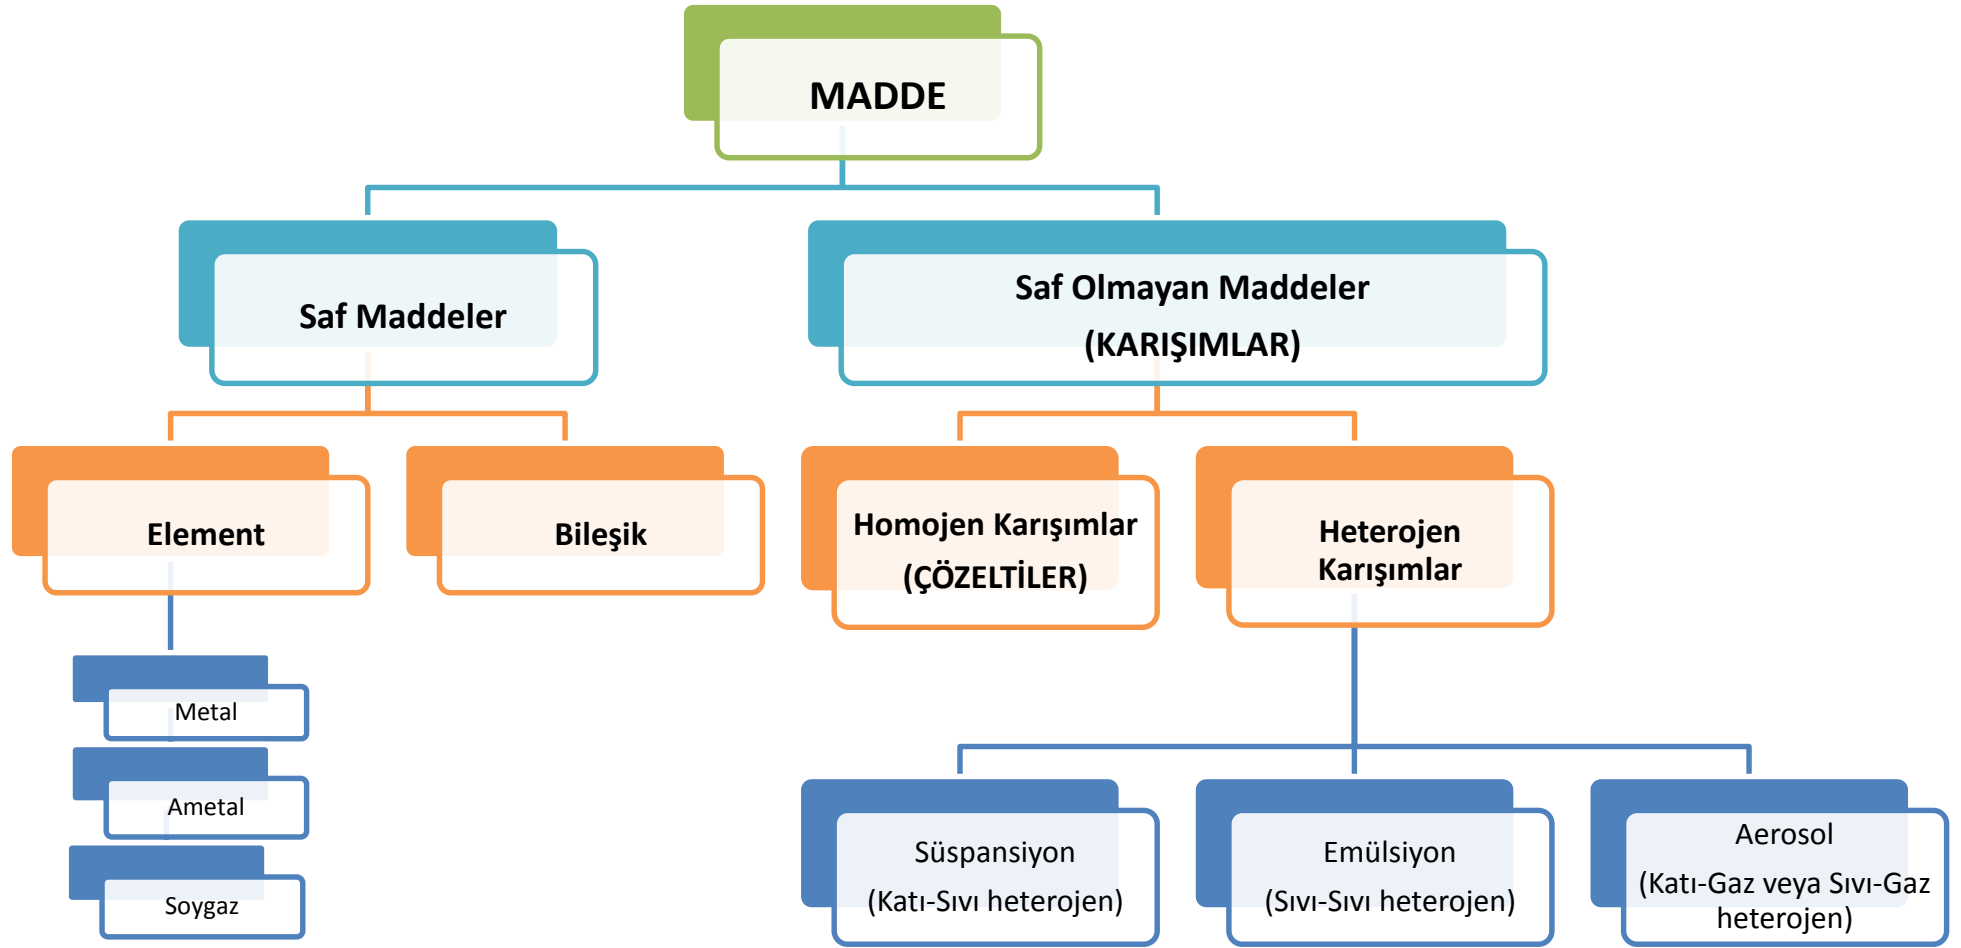 MADDE
Saf Maddeler
Saf Olmayan Maddeler
(KARIŞIMLAR)
Element
Bileşik
Homojen Karışımlar
(ÇÖZELTİLER)
Heterojen
Karışımlar
Metal
Ametal
Soygaz
Süspansiyon
(Katı-Sıvı heterojen)
Emülsiyon
(Sıvı-Sıvı heterojen)
Aerosol
(Katı-Gaz veya Sıvı-Gaz
heterojen)